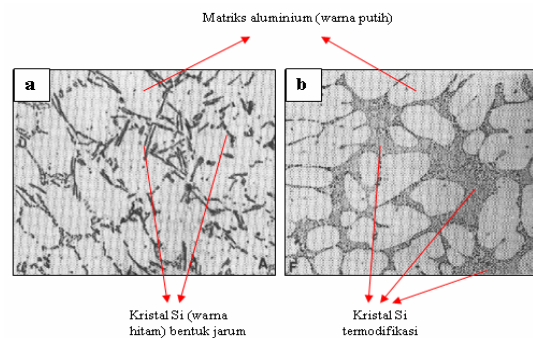 Matriks aluminium (warna putih)
a
b
A
F
Kristal Si (warna
hitam) bentuk jarum
Kristal Si
termodifikasi